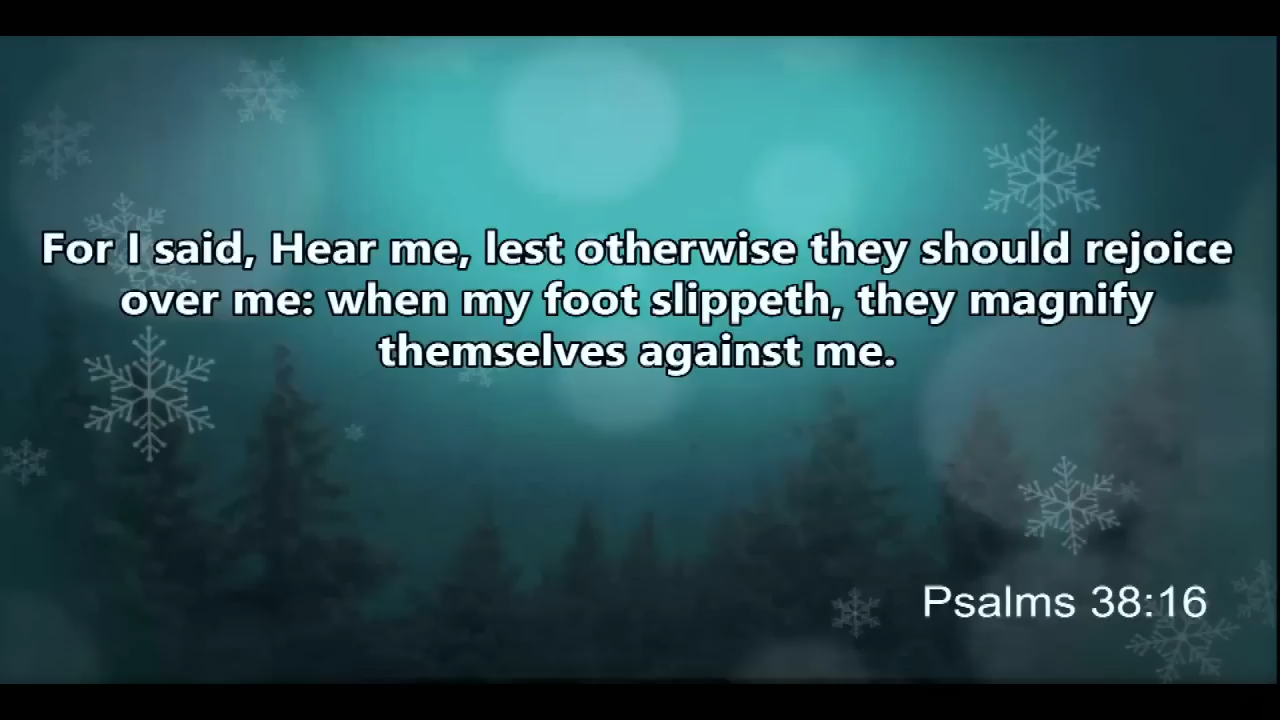 For I said, Hear me, lest otherwise they should rejoice
over me: when my foot slippeth, they magnify
themselves against me.
Psalms 38:16